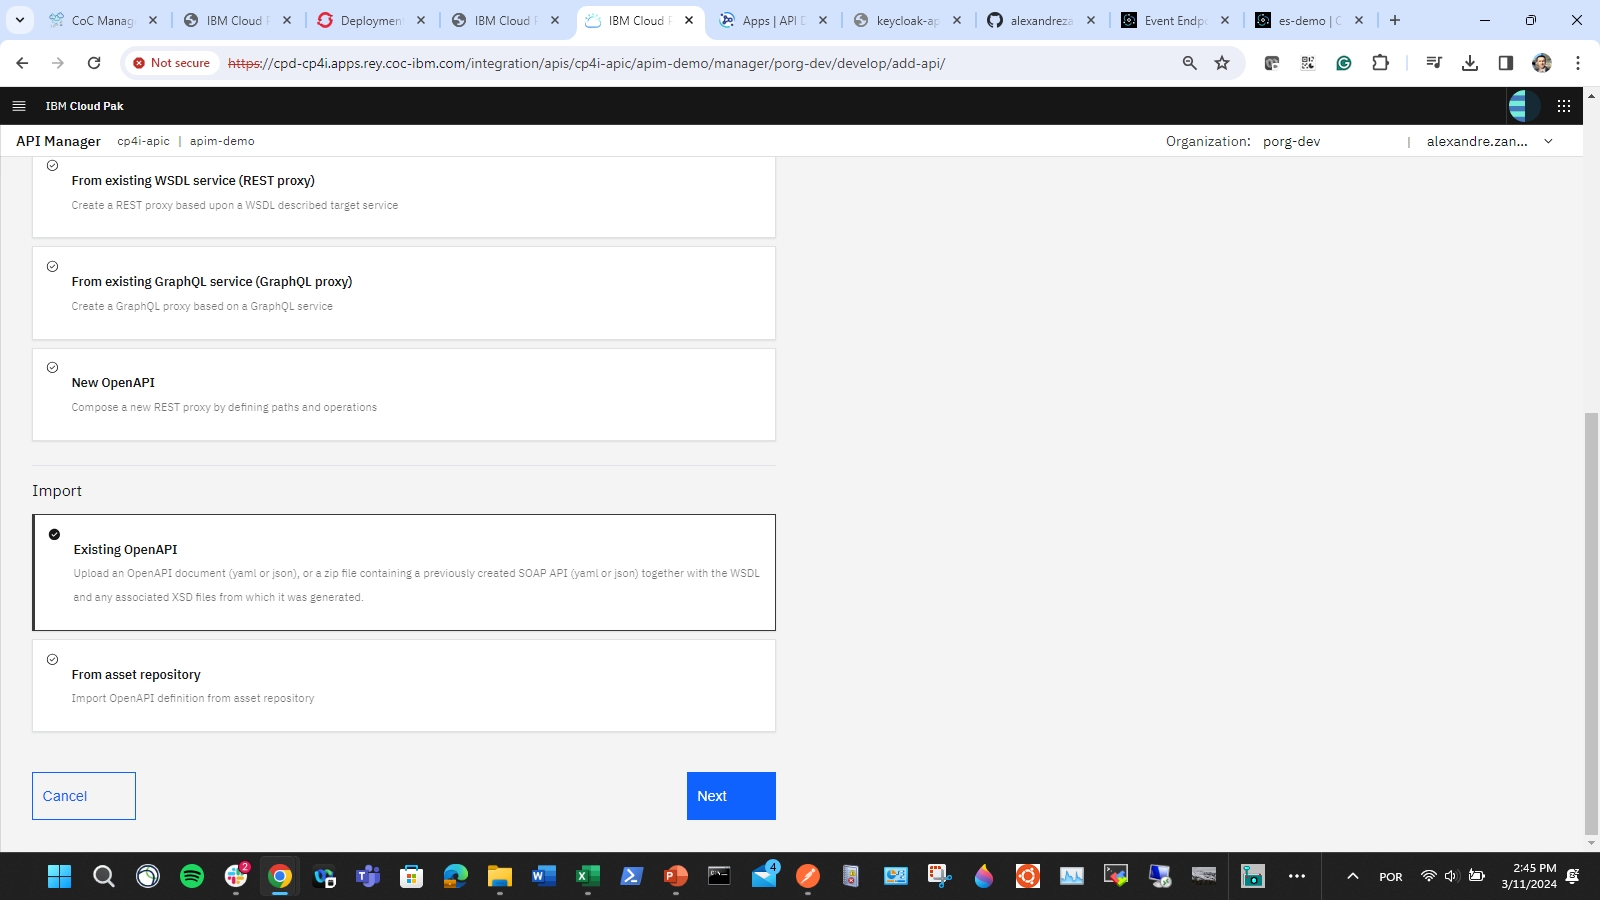 CoC Manag
IBM Cloud P
Deploymen
IBM Cloud P
IBM Cloud P
Apps | API D
keycloak-ap
alexandreza
Event Endp
es-demo | C
Not secure
https://cpd-cp4i.apps.rey.coc-ibm.com/integration/apis/cp4i-apic/apim-demo/manager/porg-dev/develop/add-api/
IBM Cloud Pak
API Manager cp4i-apic | apim-demo
Organization: porg-dev | alexandre.zan...
From existing WSDL service (REST proxy)
Create a REST proxy based upon a WSDL described target service
From existing GraphQL service (GraphQL proxy)
Create a GraphQL proxy based on a GraphQL service
New OpenAPI
Compose a new REST proxy by defining paths and operations
Import
Existing OpenAPI
Upload an OpenAPI document (yaml or json), or a zip file containing a previously created SOAP API (yaml or json) together with the WSDL
and any associated XSD files from which it was generated.
From asset repository
Import OpenAPI definition from asset repository
Cancel
Next
2
4
POR
2:45 PM
3/11/2024